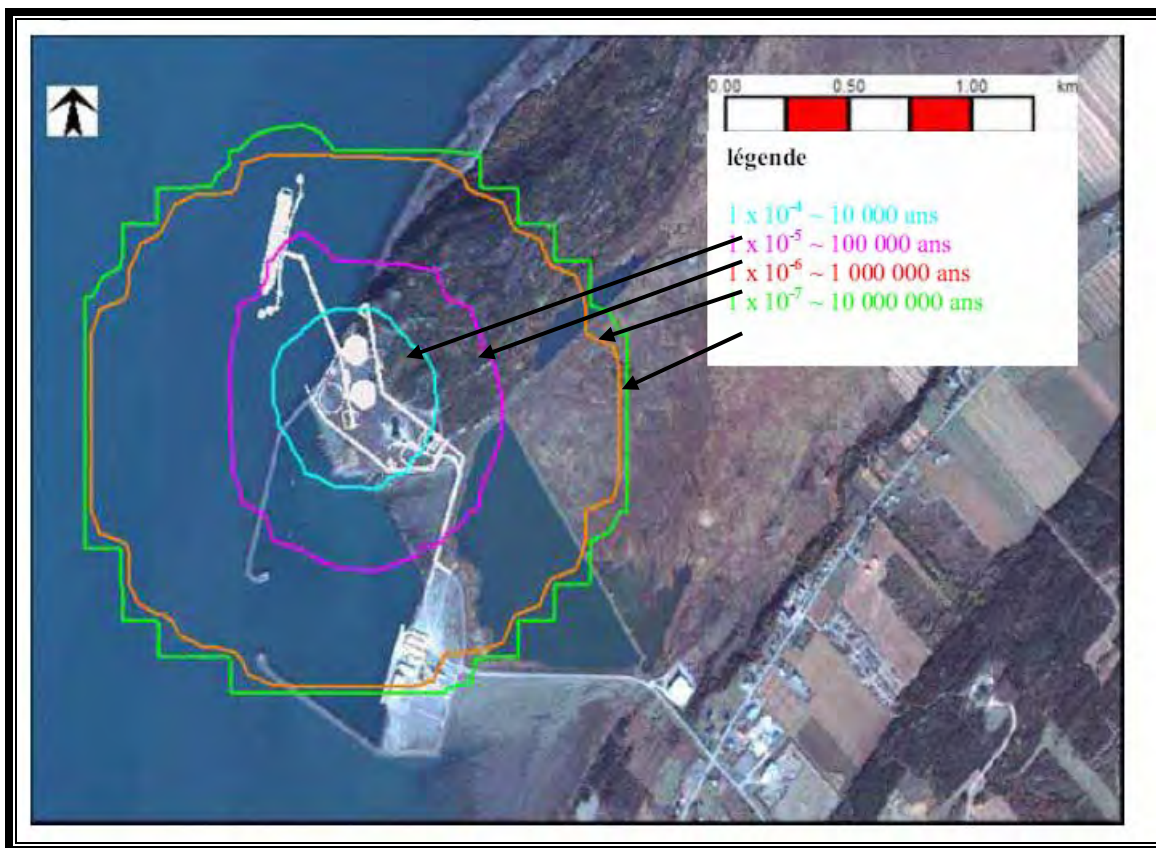 0.00 0.50 1.00 km
légende
1 x 10⁻⁴ ~ 10 000 ans
1 x 10⁻⁵ ~ 100 000 ans
1 x 10⁻⁶ ~ 1 000 000 ans
1 x 10⁻⁷ ~ 10 000 000 ans